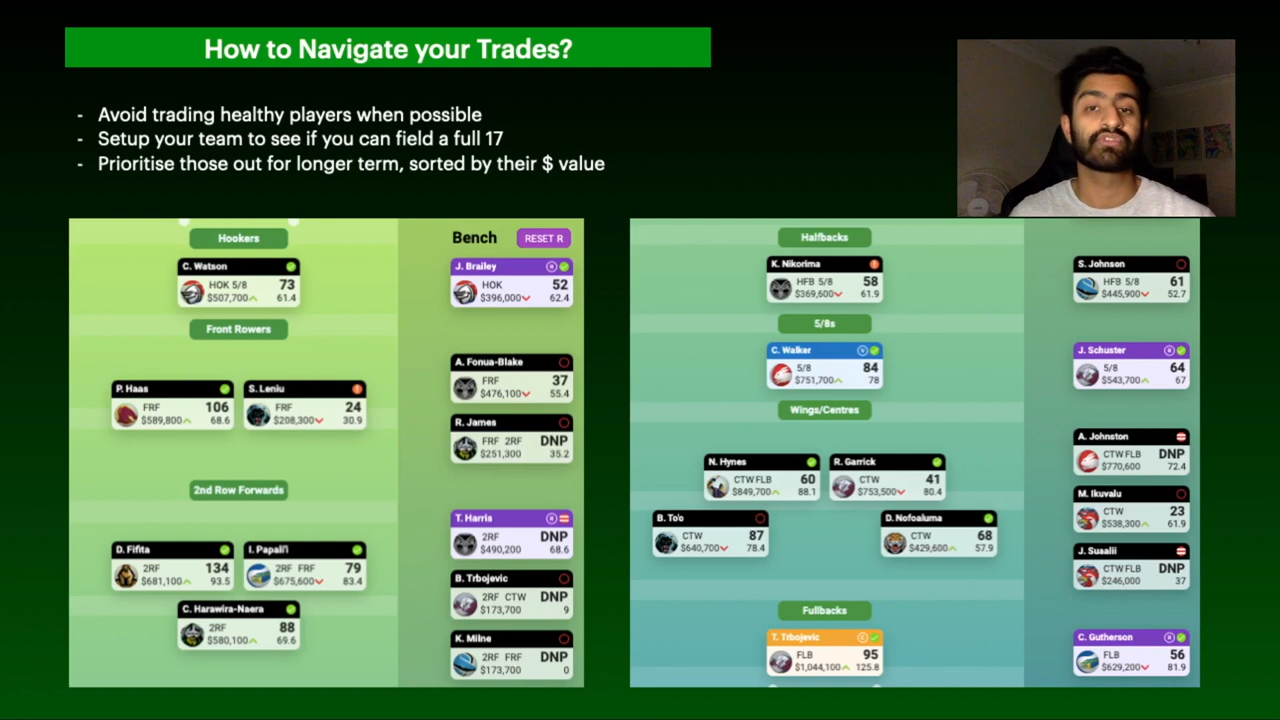 How to Navigate your Trades?
- Avoid trading healthy players when possible
- Setup your team to see if you can field a full 17
- Prioritise those out for longer term, sorted by their $ value
Hookers
Bench
RESET R
C. Watson
HOK 5/8 73
$507,700 61.4
J. Brailey R
HOK 52
$396,000 62.4
Front Rowers
P. Haas
FRF 106
$589,800 68.6
S. Leniu
FRF 24
$208,300 30.9
A. Fonua-Blake
FRF 37
$476,100 55.4
R. James
FRF 2RF DNP
$251,300 35.2
2nd Row Forwards
D. Fifita
2RF 134
$681,100 93.5
I. Papali'i
2RF FRF 79
$675,600 83.4
C. Harawira-Naera
2RF 88
$580,100 69.6
T. Harris R
2RF DNP
$490,200 68.6
B. Trbojevic
2RF CTW DNP
$173,700 9
K. Milne
2RF FRF DNP
$173,700 0
Halfbacks
K. Nikorima
HFB 5/8 58
$369,600 61.9
S. Johnson
HFB 5/8 61
$445,900 52.7
5/8s
C. Walker V
5/8 84
$751,700 78
J. Schuster R
5/8 64
$543,700 67
Wings/Centres
N. Hynes
CTW FLB 60
$849,700 88.1
R. Garrick
CTW 41
$753,500 80.4
B. To'o
CTW 87
$640,700 78.4
D. Nofoaluma
CTW 68
$429,600 57.9
A. Johnston
CTW FLB DNP
$770,600 72.4
M. Ikuvalu
CTW 23
$538,300 61.9
J. Suaalii
CTW FLB DNP
$246,000 37
Fullbacks
T. Trbojevic C
FLB 95
$1,044,100 125.8
C. Gutherson R
FLB 56
$629,200 81.9